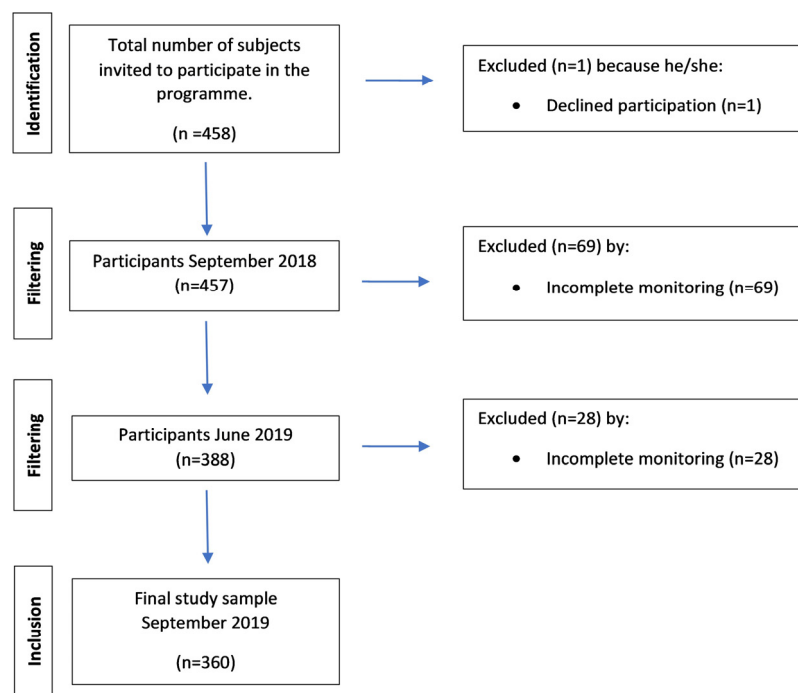 Identification
Total number of subjects
invited to participate in the
programme.
(n =458)
Excluded (n=1) because he/she:
• Declined participation (n=1)
Filtering
Participants September 2018
(n=457)
Excluded (n=69) by:
• Incomplete monitoring (n=69)
Filtering
Participants June 2019
(n=388)
Excluded (n=28) by:
• Incomplete monitoring (n=28)
Inclusion
Final study sample
September 2019
(n=360)